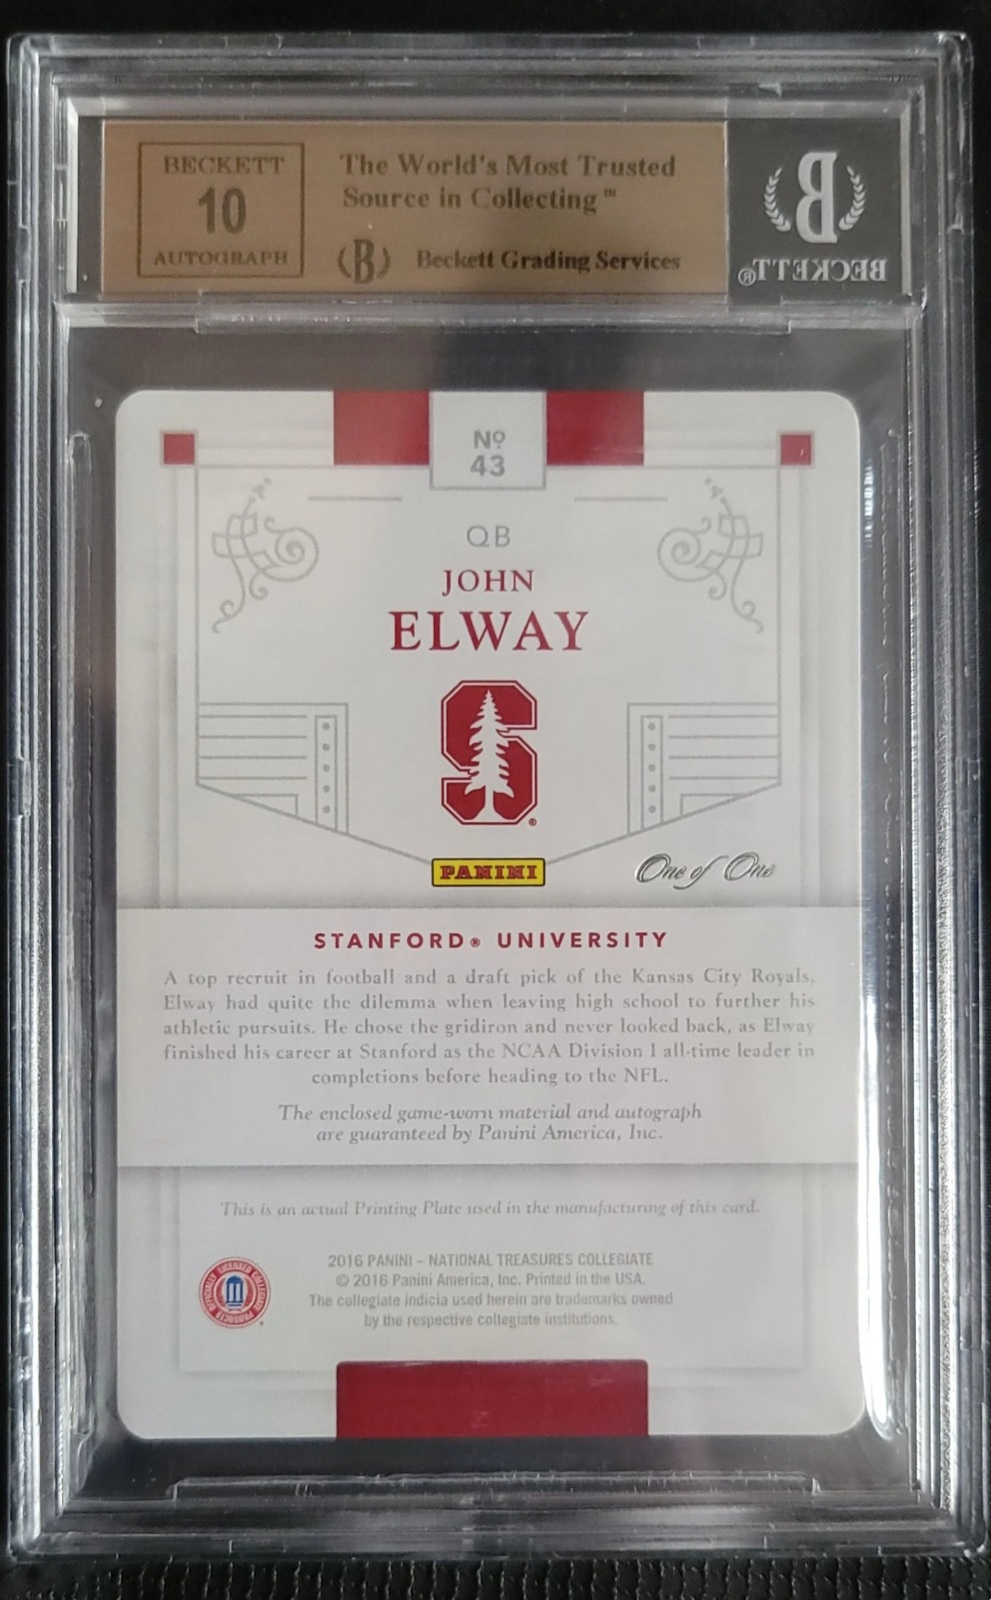 BECKETT
10
AUTOGRAPH
The World's Most Trusted
Source in Collecting™
B
Beckett Grading Services
B
BECKETT®
Nº
43
QB
JOHN
ELWAY
S
®
PANINI
One of One
STANFORD® UNIVERSITY
A top recruit in football and a draft pick of the Kansas City Royals,
Elway had quite the dilemma when leaving high school to further his
athletic pursuits. He chose the gridiron and never looked back, as Elway
finished his career at Stanford as the NCAA Division I all-time leader in
completions before heading to the NFL.
The enclosed game-worn material and autograph
are guaranteed by Panini America, Inc.
This is an actual Printing Plate used in the manufacturing of this card.
OFFICIALLY LICENSED COLLEGIATE PRODUCTS
2016 PANINI – NATIONAL TREASURES COLLEGIATE
© 2016 Panini America, Inc. Printed in the USA.
The collegiate indicia used herein are trademarks owned
by the respective collegiate institutions.